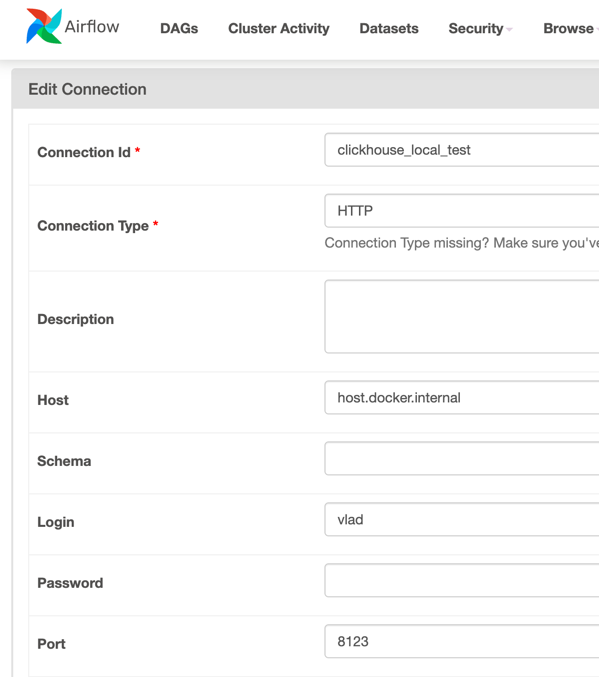 Airflow DAGs Cluster Activity Datasets Security Browse
Edit Connection
Connection Id * clickhouse_local_test
Connection Type * HTTP
Connection Type missing? Make sure you've
Description
Host host.docker.internal
Schema
Login vlad
Password
Port 8123